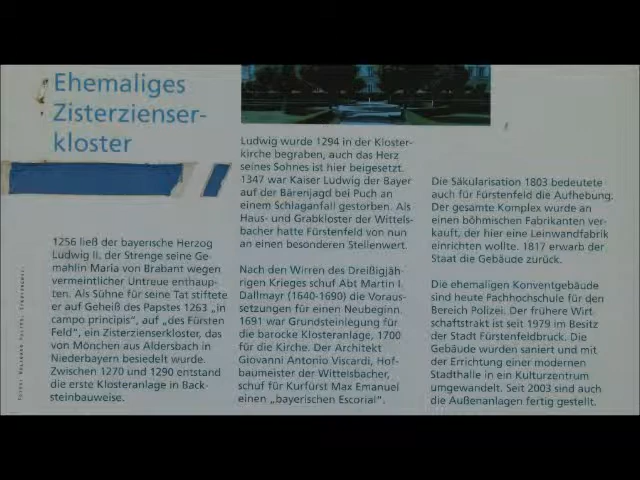 Ehemaliges
Zisterzienser-
kloster
1256 ließ der bayerische Herzog
Ludwig II. der Strenge seine Ge-
mahlin Maria von Brabant wegen
vermeintlicher Untreue enthaup-
ten. Als Sühne für seine Tat stiftete
er auf Geheiß des Papstes 1263 „in
campo principis", auf „des Fürsten
Feld", ein Zisterzienserkloster, das
von Mönchen aus Aldersbach in
Niederbayern besiedelt wurde.
Zwischen 1270 und 1290 entstand
die erste Klosteranlage in Back-
steinbauweise.
Ludwig wurde 1294 in der Kloster-
kirche begraben, auch das Herz
seines Sohnes ist hier beigesetzt.
1347 war Kaiser Ludwig der Bayer
auf der Bärenjagd bei Puch an
einem Schlaganfall gestorben. Als
Haus- und Grabkloster der Wittels-
bacher hatte Fürstenfeld von nun
an einen besonderen Stellenwert.
Nach den Wirren des Dreißigjäh-
rigen Krieges schuf Abt Martin I.
Dallmayr (1640-1690) die Voraus-
setzungen für einen Neubeginn.
1691 war Grundsteinlegung für
die barocke Klosteranlage, 1700
für die Kirche. Der Architekt
Giovanni Antonio Viscardi, Hof-
baumeister der Wittelsbacher,
schuf für Kurfürst Max Emanuel
einen „bayerischen Escorial".
Die Säkularisation 1803 bedeutete
auch für Fürstenfeld die Aufhebung.
Der gesamte Komplex wurde an
einen böhmischen Fabrikanten ver-
kauft, der hier eine Leinwandfabrik
einrichten wollte. 1817 erwarb der
Staat die Gebäude zurück.
Die ehemaligen Konventgebäude
sind heute Fachhochschule für den
Bereich Polizei. Der frühere Wirt-
schaftstrakt ist seit 1979 im Besitz
der Stadt Fürstenfeldbruck. Die
Gebäude wurden saniert und mit
der Errichtung einer modernen
Stadthalle in ein Kulturzentrum
umgewandelt. Seit 2003 sind auch
die Außenanlagen fertig gestellt.